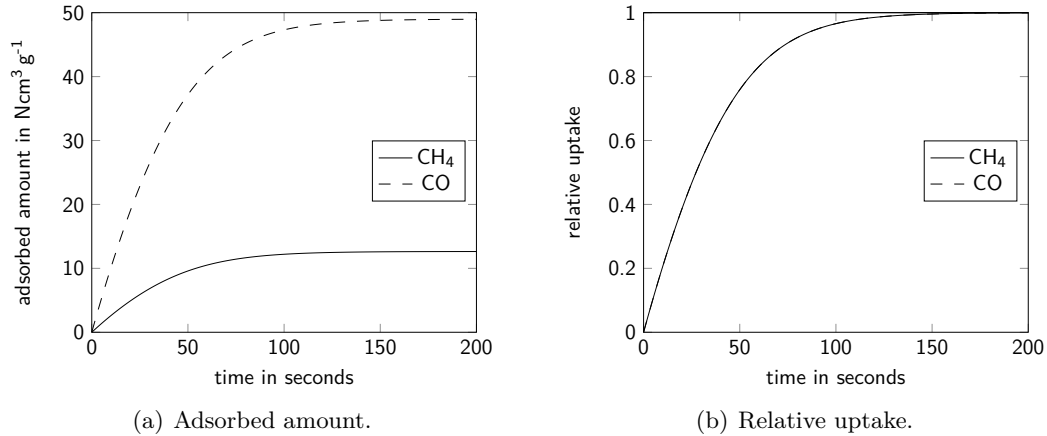 50
40
30
20
10
0
adsorbed amount in Ncm³ g⁻¹
CH₄
CO
0 50 100 150 200
time in seconds
(a) Adsorbed amount.
1
0.8
0.6
0.4
0.2
0
relative uptake
CH₄
CO
0 50 100 150 200
time in seconds
(b) Relative uptake.